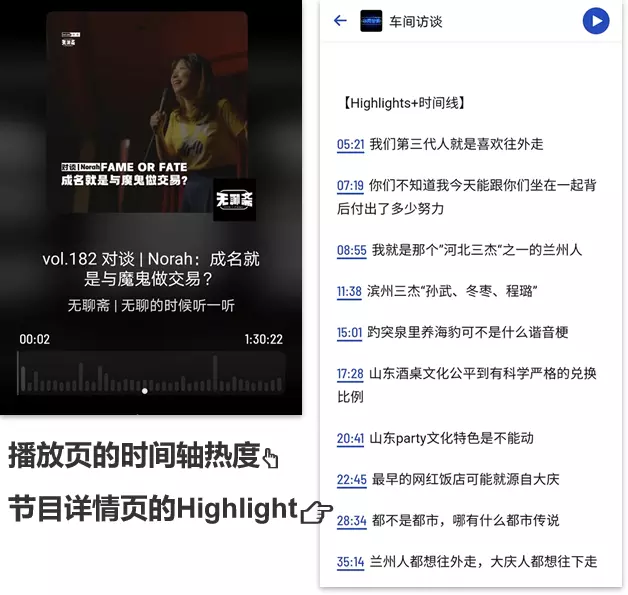 无聊斋
对谈 | Norah FAME OR FATE
成名就是与魔鬼做交易?
无聊斋
vol.182 对谈 | Norah：成名就
是与魔鬼做交易？
无聊斋 | 无聊的时候听一听
00:02 1:30:22
播放页的时间轴热度
节目详情页的Highlight
车间访谈
【Highlights+时间线】
05:21 我们第三代人就是喜欢往外走
07:19 你们不知道我今天能跟你们坐在一起背
后付出了多少努力
08:55 我就是那个“河北三杰“之一的兰州人
11:38 滨州三杰“孙武、冬枣、程璐”
15:01 趵突泉里养海豹可不是什么谐音梗
17:28 山东酒桌文化公平到有科学严格的兑换
比例
20:41 山东party文化特色是不能动
22:45 最早的网红饭店可能就源自大庆
28:34 都不是都市，哪有什么都市传说
35:14 兰州人都想往外走，大庆人都想往下走